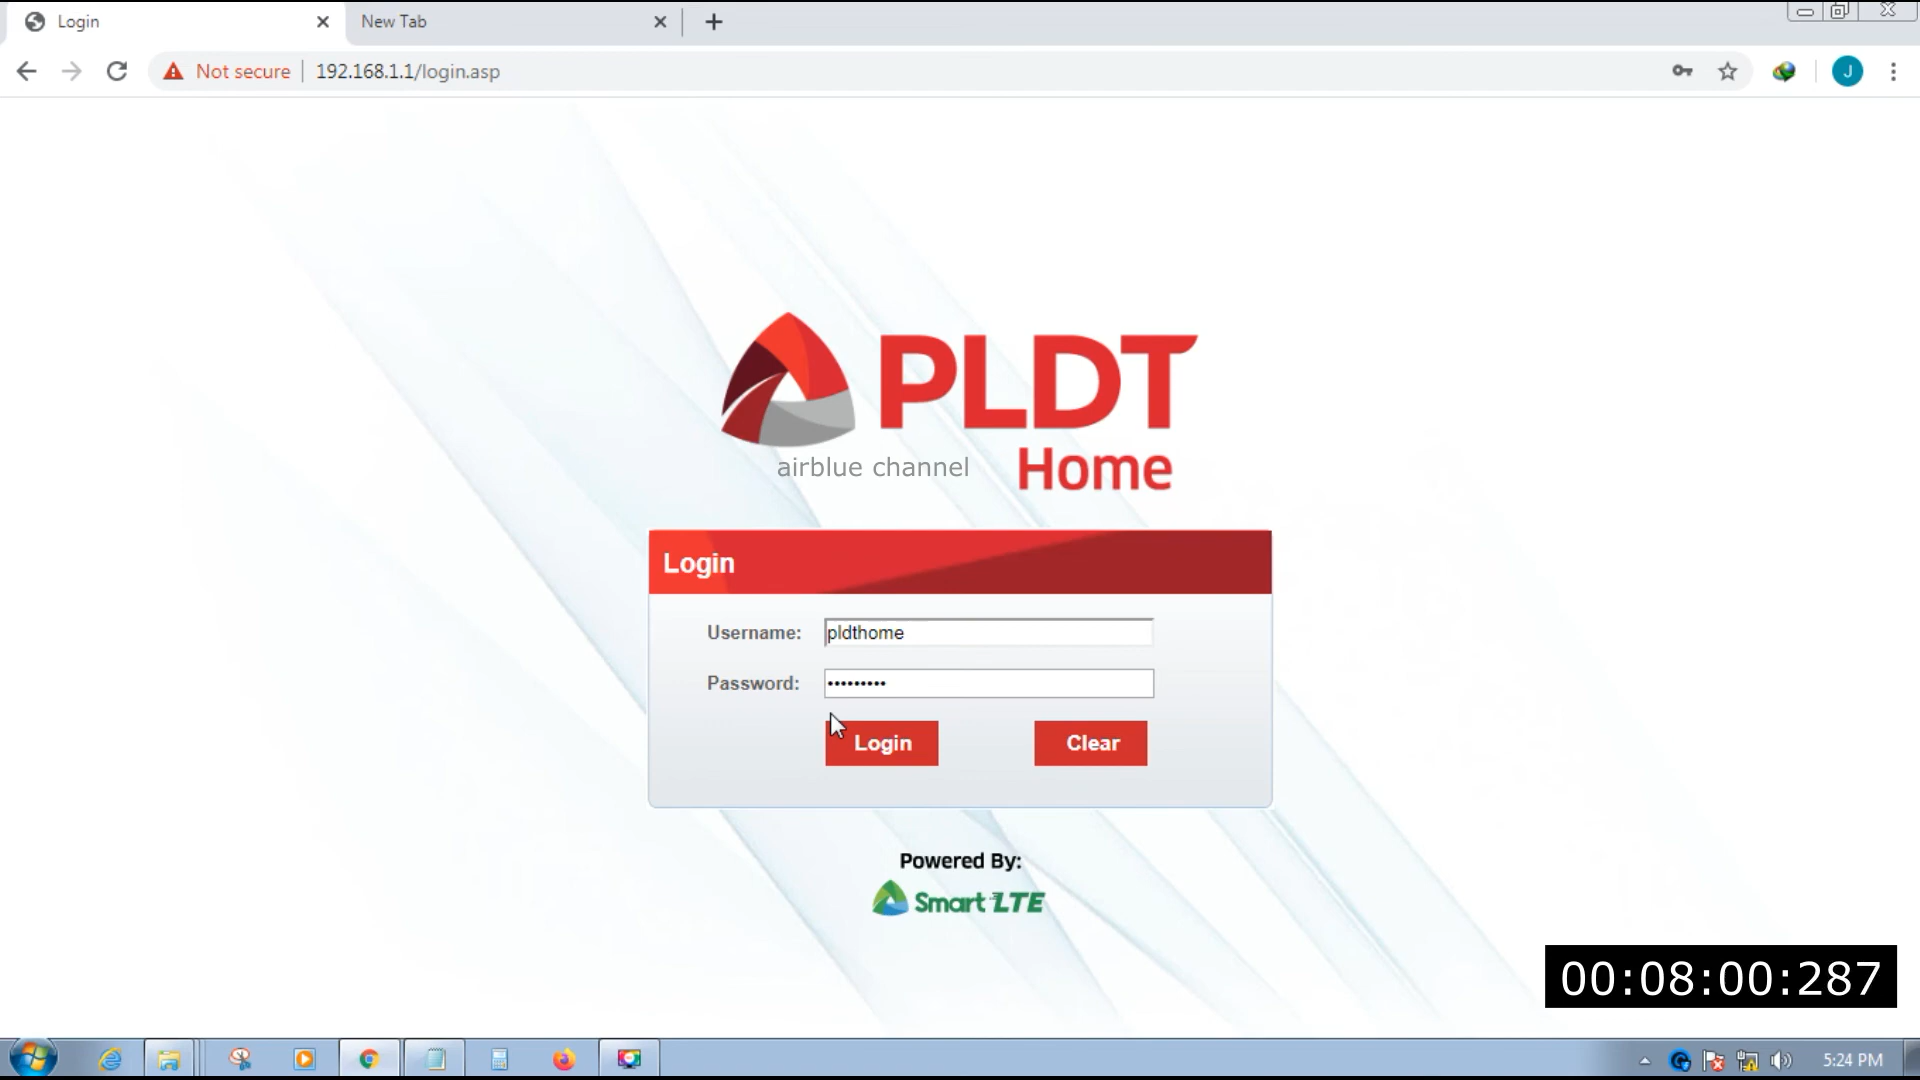 Login
New Tab
Not secure
192.168.1.1/login.asp
J
PLDT
Home
airblue channel
Login
Username:
pldthome
Password:
•••••••••
Login
Clear
Powered By:
Smart LTE
00:08:00:287
5:24 PM